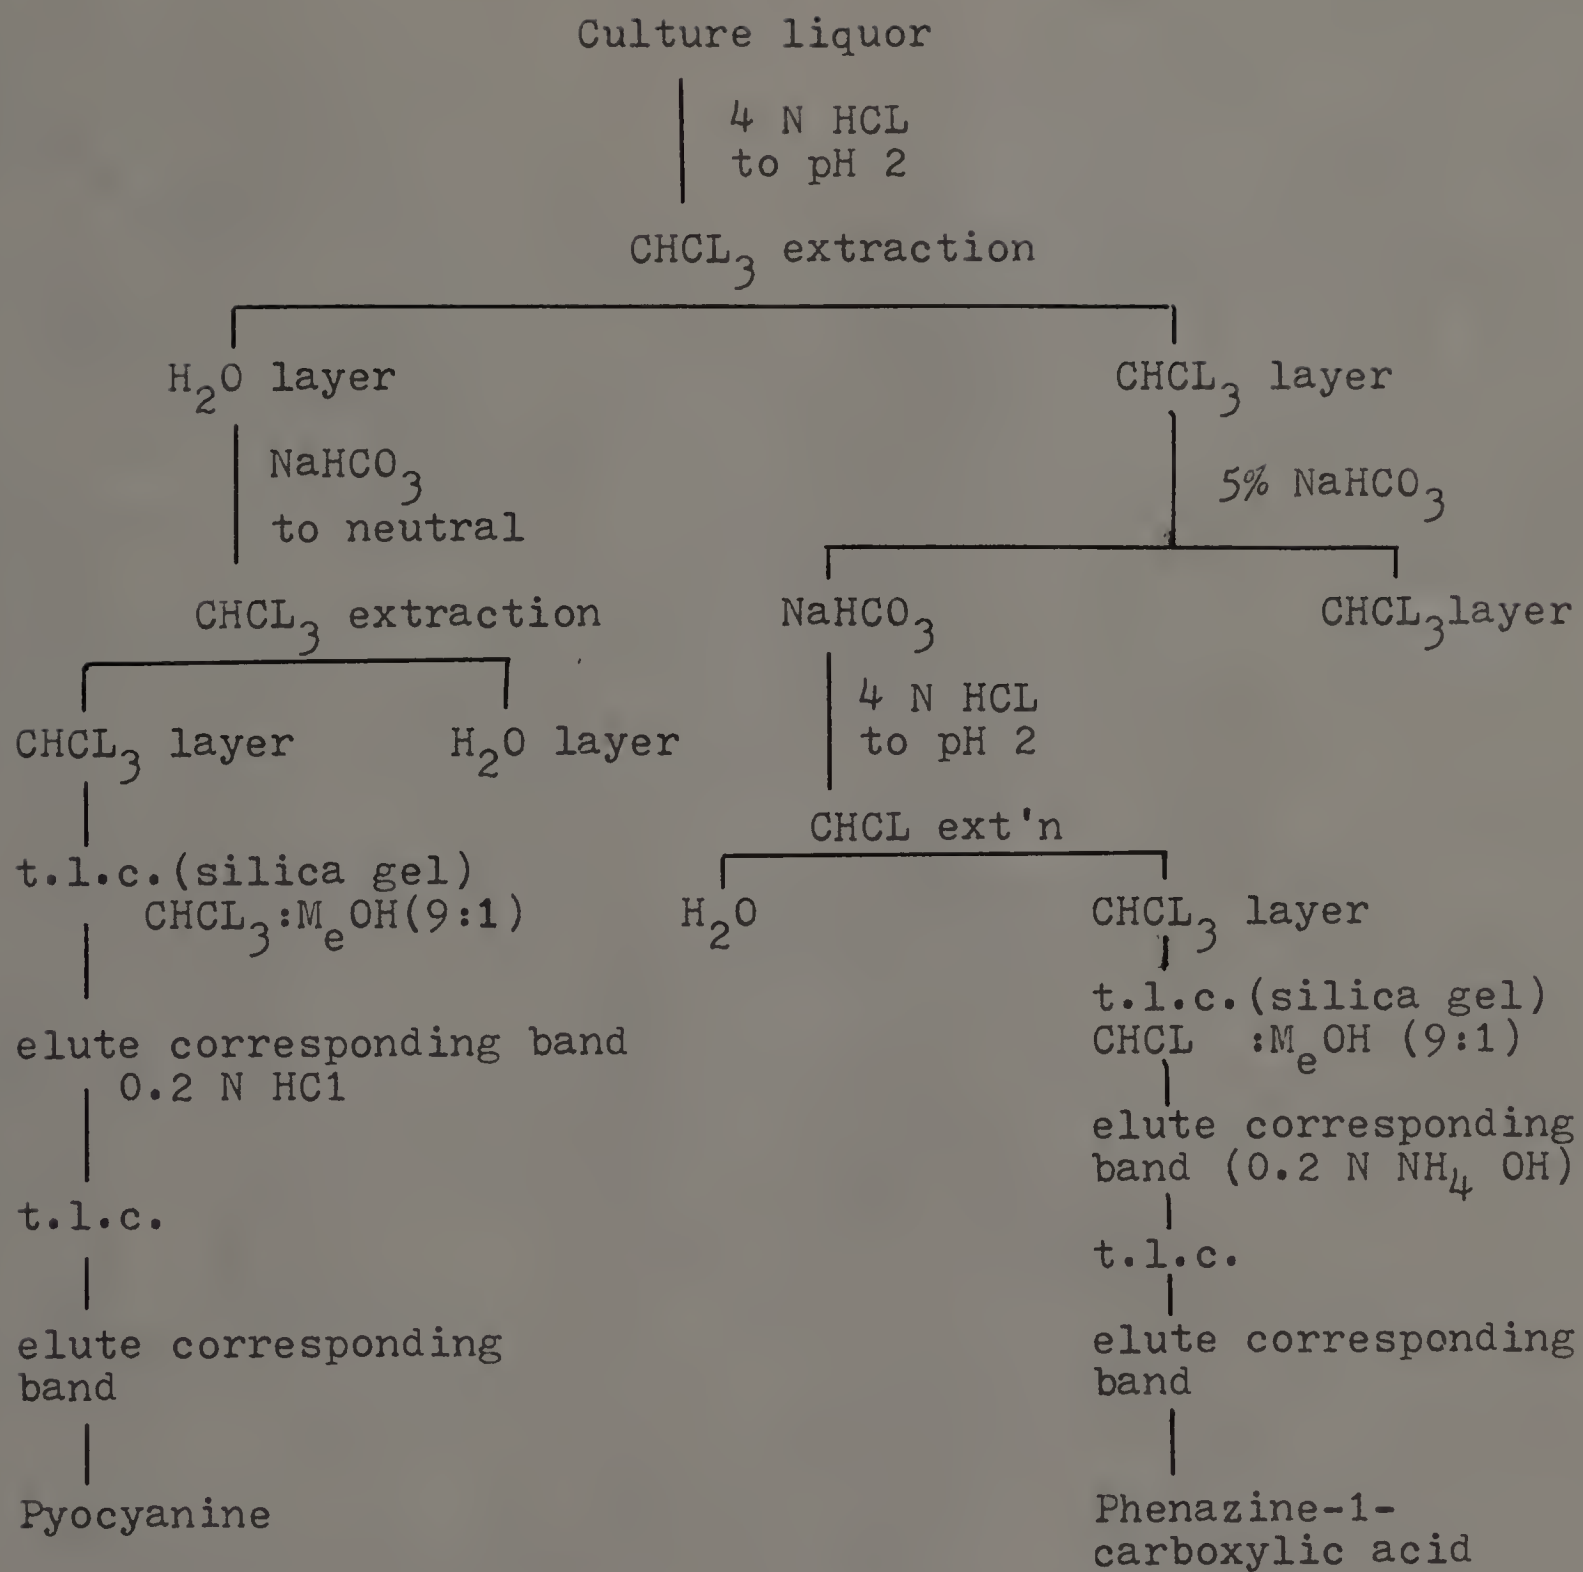 Culture liquor
4 N HCL
to pH 2
CHCL3 extraction
H2O layer
CHCL3 layer
NaHCO3
to neutral
5% NaHCO3
CHCL3 extraction
NaHCO3
CHCL3layer
4 N HCL
to pH 2
CHCL3 layer
H2O layer
CHCL ext'n
t.l.c.(silica gel)
CHCL3:MeOH(9:1)
H2O
CHCL3 layer
t.l.c.(silica gel)
CHCL :MeOH (9:1)
elute corresponding band
0.2 N HCl
elute corresponding
band (0.2 N NH4 OH)
t.l.c.
t.l.c.
elute corresponding
band
elute corresponding
band
Pyocyanine
Phenazine-1-
carboxylic acid